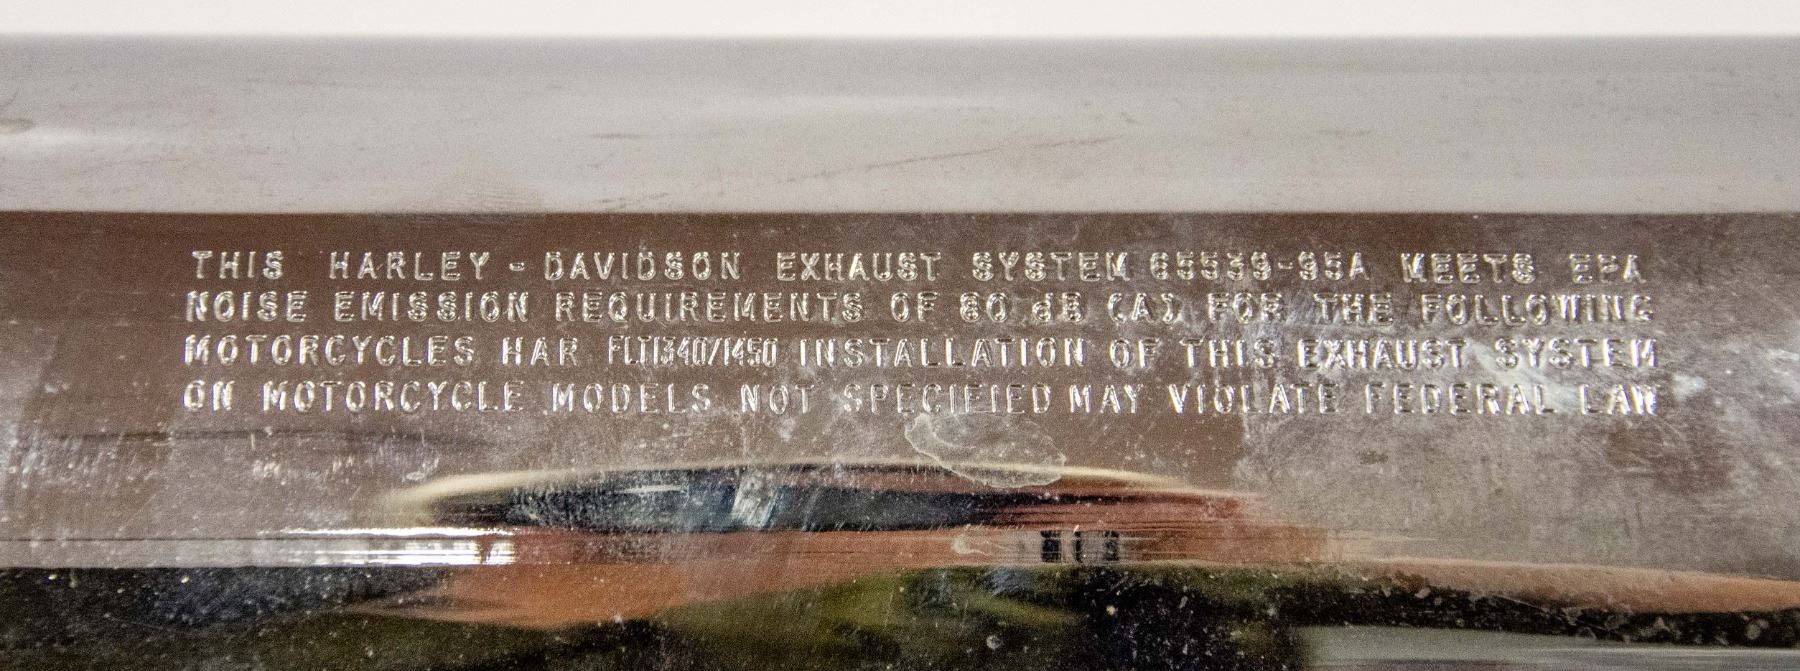 THIS HARLEY-DAVIDSON EXHAUST SYSTEM 65539-95A MEETS EPA
NOISE EMISSION REQUIREMENTS OF 80 dB (A) FOR THE FOLLOWING
MOTORCYCLES HAR FLT1340/1450 INSTALLATION OF THIS EXHAUST SYSTEM
ON MOTORCYCLE MODELS NOT SPECIFIED MAY VIOLATE FEDERAL LAW